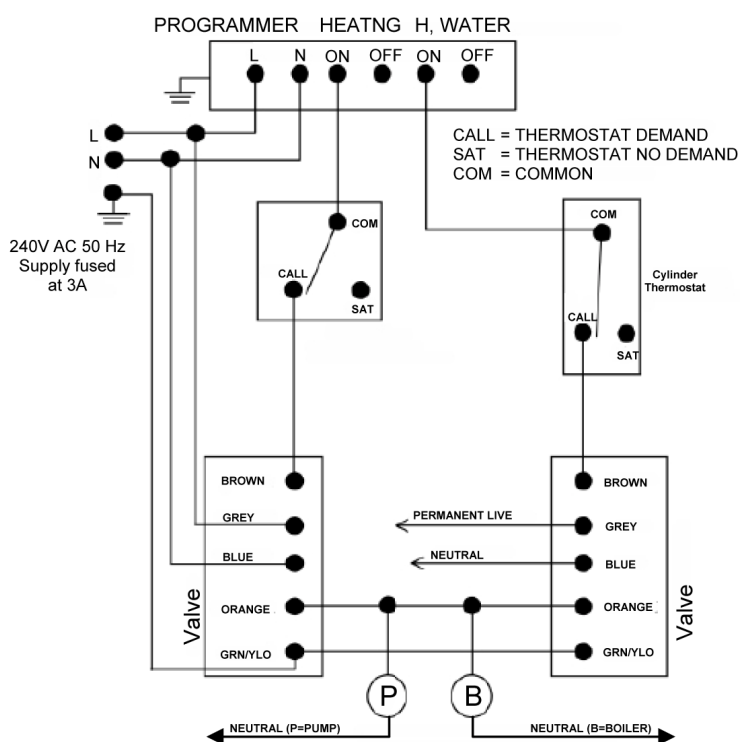 PROGRAMMER HEATNG H, WATER
L N ON OFF ON OFF
L
N
CALL = THERMOSTAT DEMAND
SAT = THERMOSTAT NO DEMAND
COM = COMMON
240V AC 50 Hz
Supply fused
at 3A
COM
CALL
SAT
COM
Cylinder
Thermostat
CALL
SAT
BROWN
GREY
BLUE
ORANGE
GRN/YLO
Valve
PERMANENT LIVE
NEUTRAL
BROWN
GREY
BLUE
ORANGE
GRN/YLO
Valve
P
B
NEUTRAL (P=PUMP)
NEUTRAL (B=BOILER)